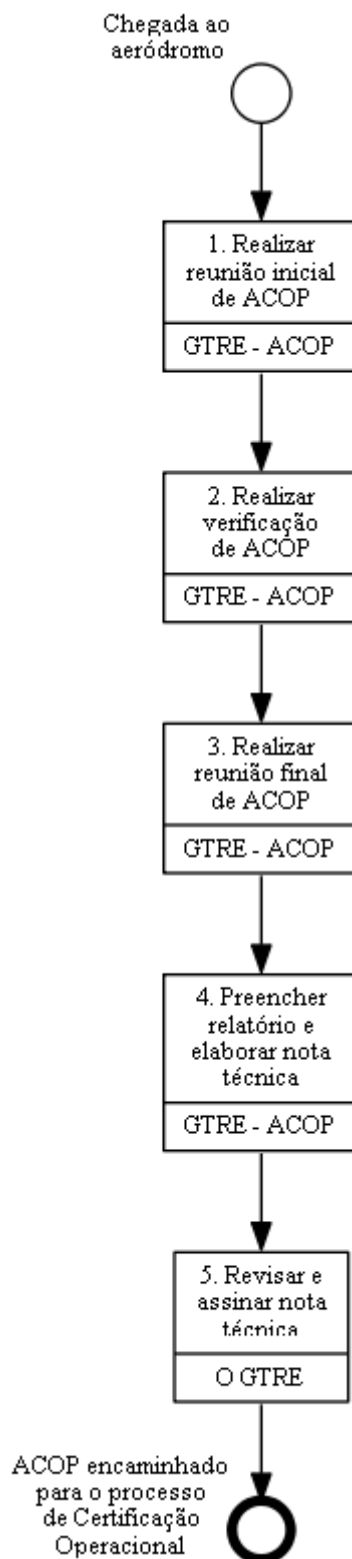 Chegada ao
aeródromo
1. Realizar
reunião inicial
de ACOP
GTRE - ACOP
2. Realizar
verificação
de ACOP
GTRE - ACOP
3. Realizar
reunião final
de ACOP
GTRE - ACOP
4. Preencher
relatório e
elaborar nota
técnica
GTRE - ACOP
5. Revisar e
assinar nota
técnica
O GTRE
ACOP encaminhado
para o processo
de Certificação
Operacional